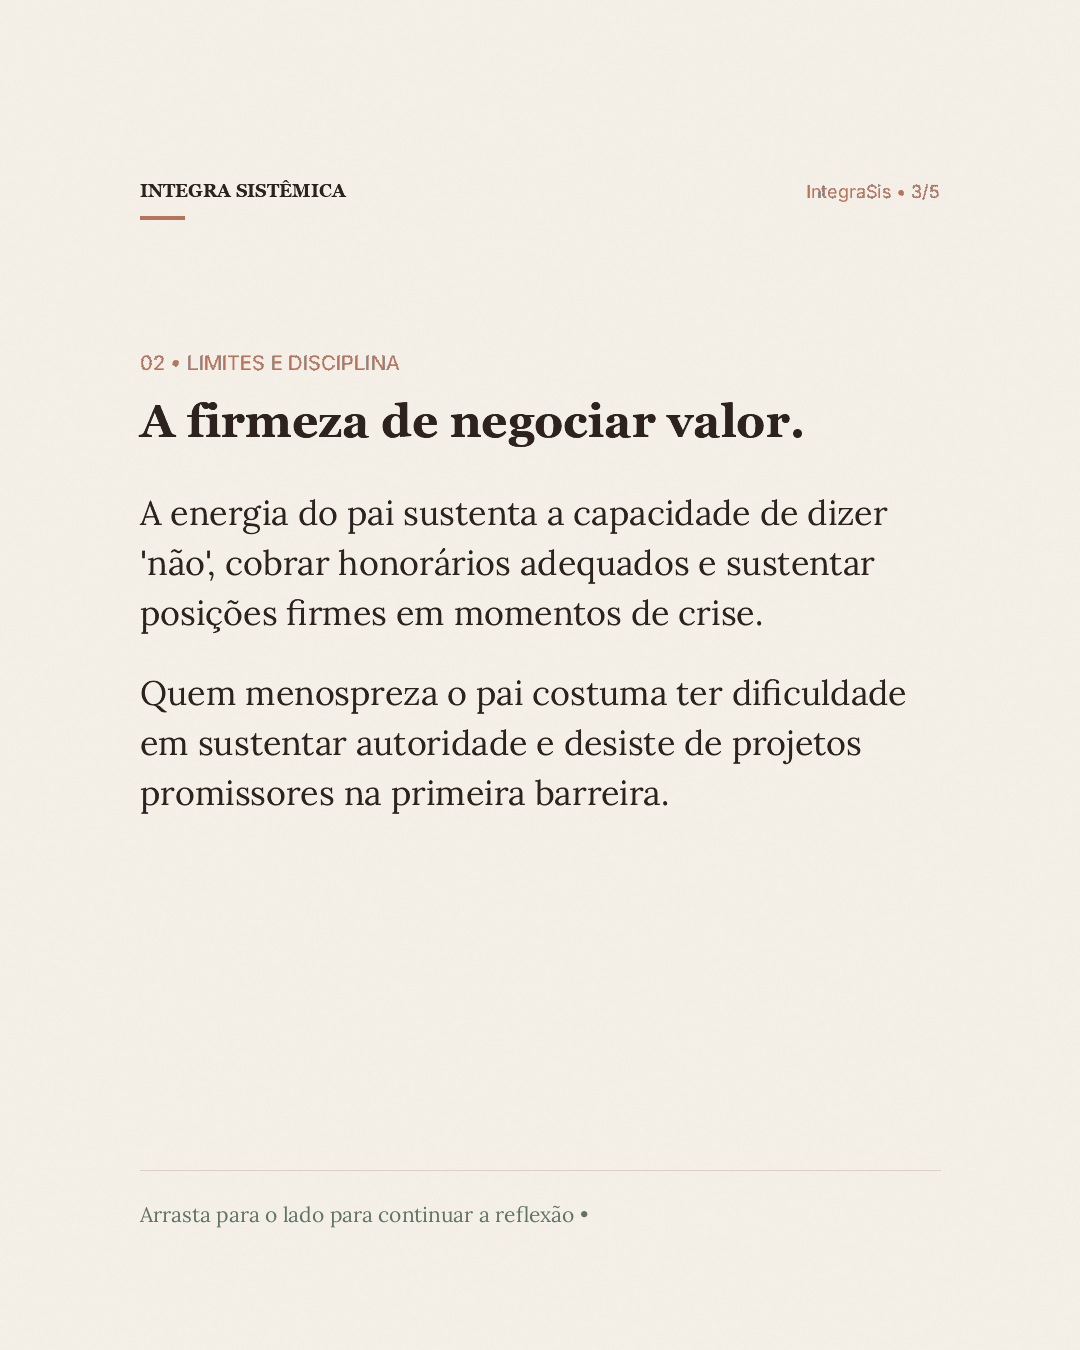 INTEGRA SISTÊMICA
IntegraSis • 3/5
02 • LIMITES E DISCIPLINA
A firmeza de negociar valor.
A energia do pai sustenta a capacidade de dizer
'não', cobrar honorários adequados e sustentar
posições firmes em momentos de crise.
Quem menospreza o pai costuma ter dificuldade
em sustentar autoridade e desiste de projetos
promissores na primeira barreira.
Arrasta para o lado para continuar a reflexão •